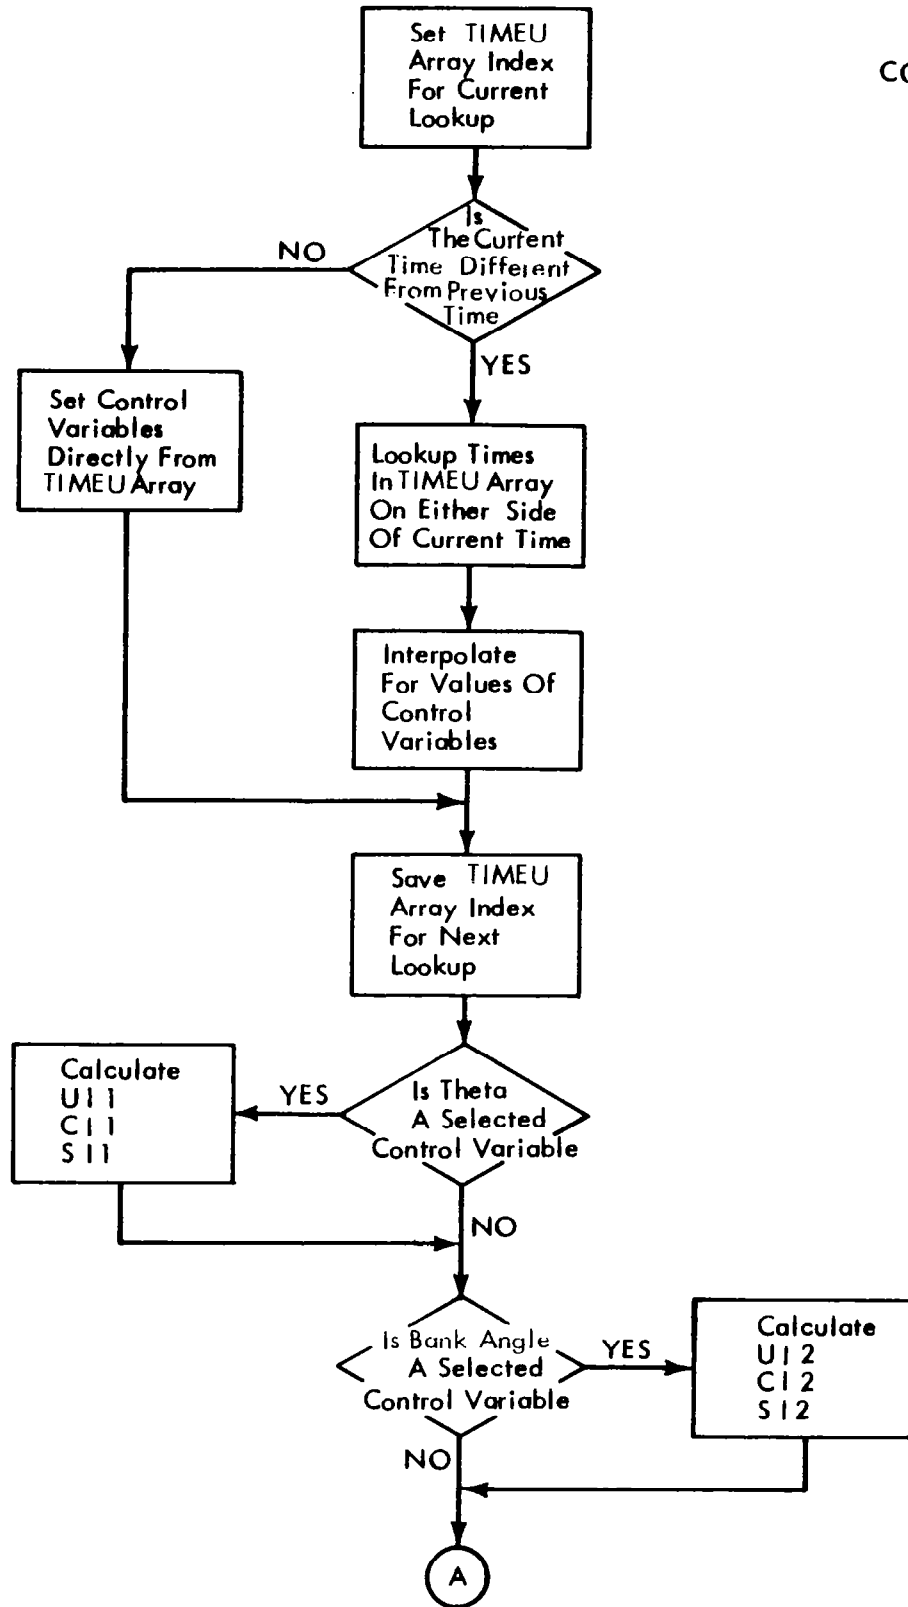 Set TIMEU
Array Index
For Current
Lookup
CO
Is
The Current
Time Different
From Previous
Time
NO
YES
Set Control
Variables
Directly From
TIMEU Array
Lookup Times
In TIMEU Array
On Either Side
Of Current Time
Interpolate
For Values Of
Control
Variables
Save TIMEU
Array Index
For Next
Lookup
Is Theta
A Selected
Control Variable
YES
Calculate
U11
C11
S11
NO
Is Bank Angle
A Selected
Control Variable
YES
Calculate
U12
C12
S12
NO
A